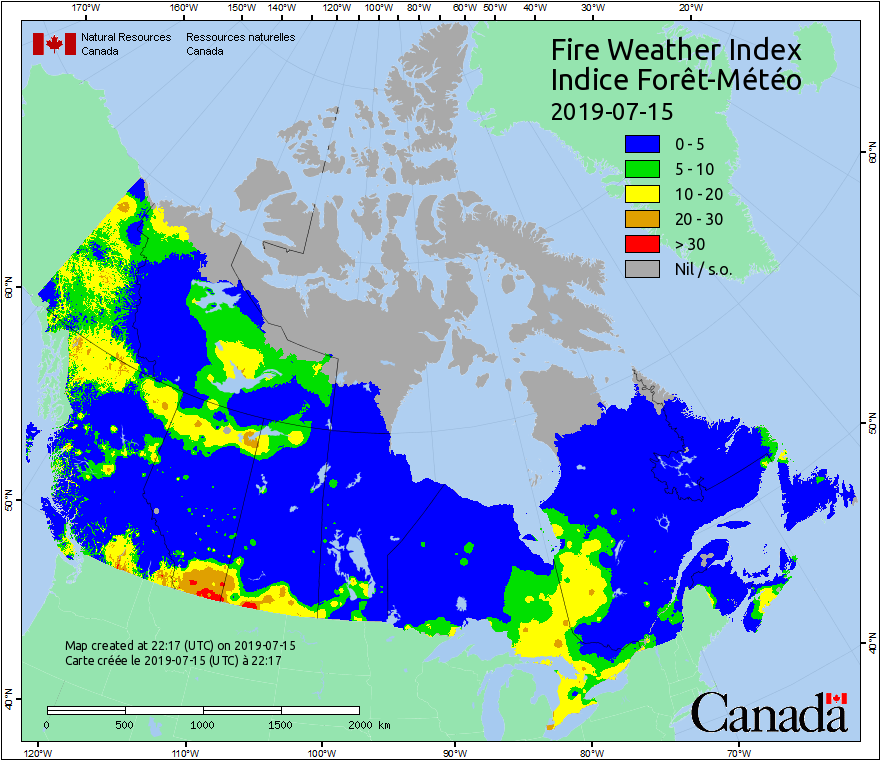 170°W 160°W 150°W 140°W 120°W 100°W 80°W 60°W 50°W 40°W 30°W 20°W
Natural Resources Ressources naturelles
Canada Canada
Fire Weather Index
Indice Forêt-Météo
2019-07-15
0 - 5
5 - 10
10 - 20
20 - 30
> 30
Nil / s.o.
60°N
60°N
50°N
50°N
40°N
40°N
Map created at 22:17 (UTC) on 2019-07-15
Carte créée le 2019-07-15 (UTC) à 22:17
0 500 1000 1500 2000 km
Canada
120°W 110°W 100°W 90°W 80°W 70°W